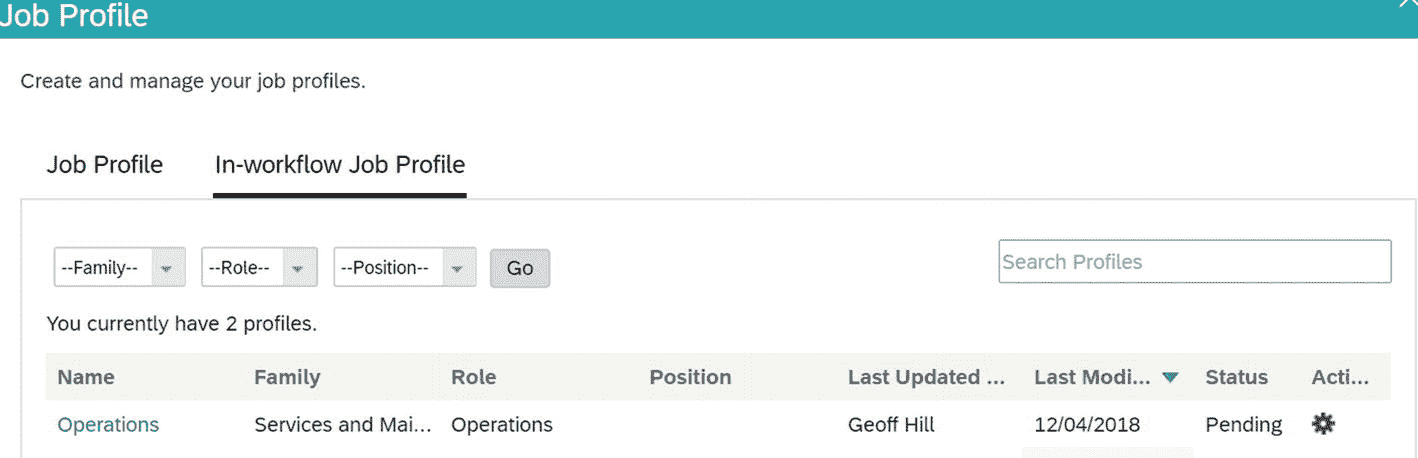 Job Profile
Create and manage your job profiles.
Job Profile In-workflow Job Profile
--Family-- --Role-- --Position-- Go Search Profiles
You currently have 2 profiles.
Name Family Role Position Last Updated ... Last Modi... Status Acti...
Operations Services and Mai... Operations Geoff Hill 12/04/2018 Pending